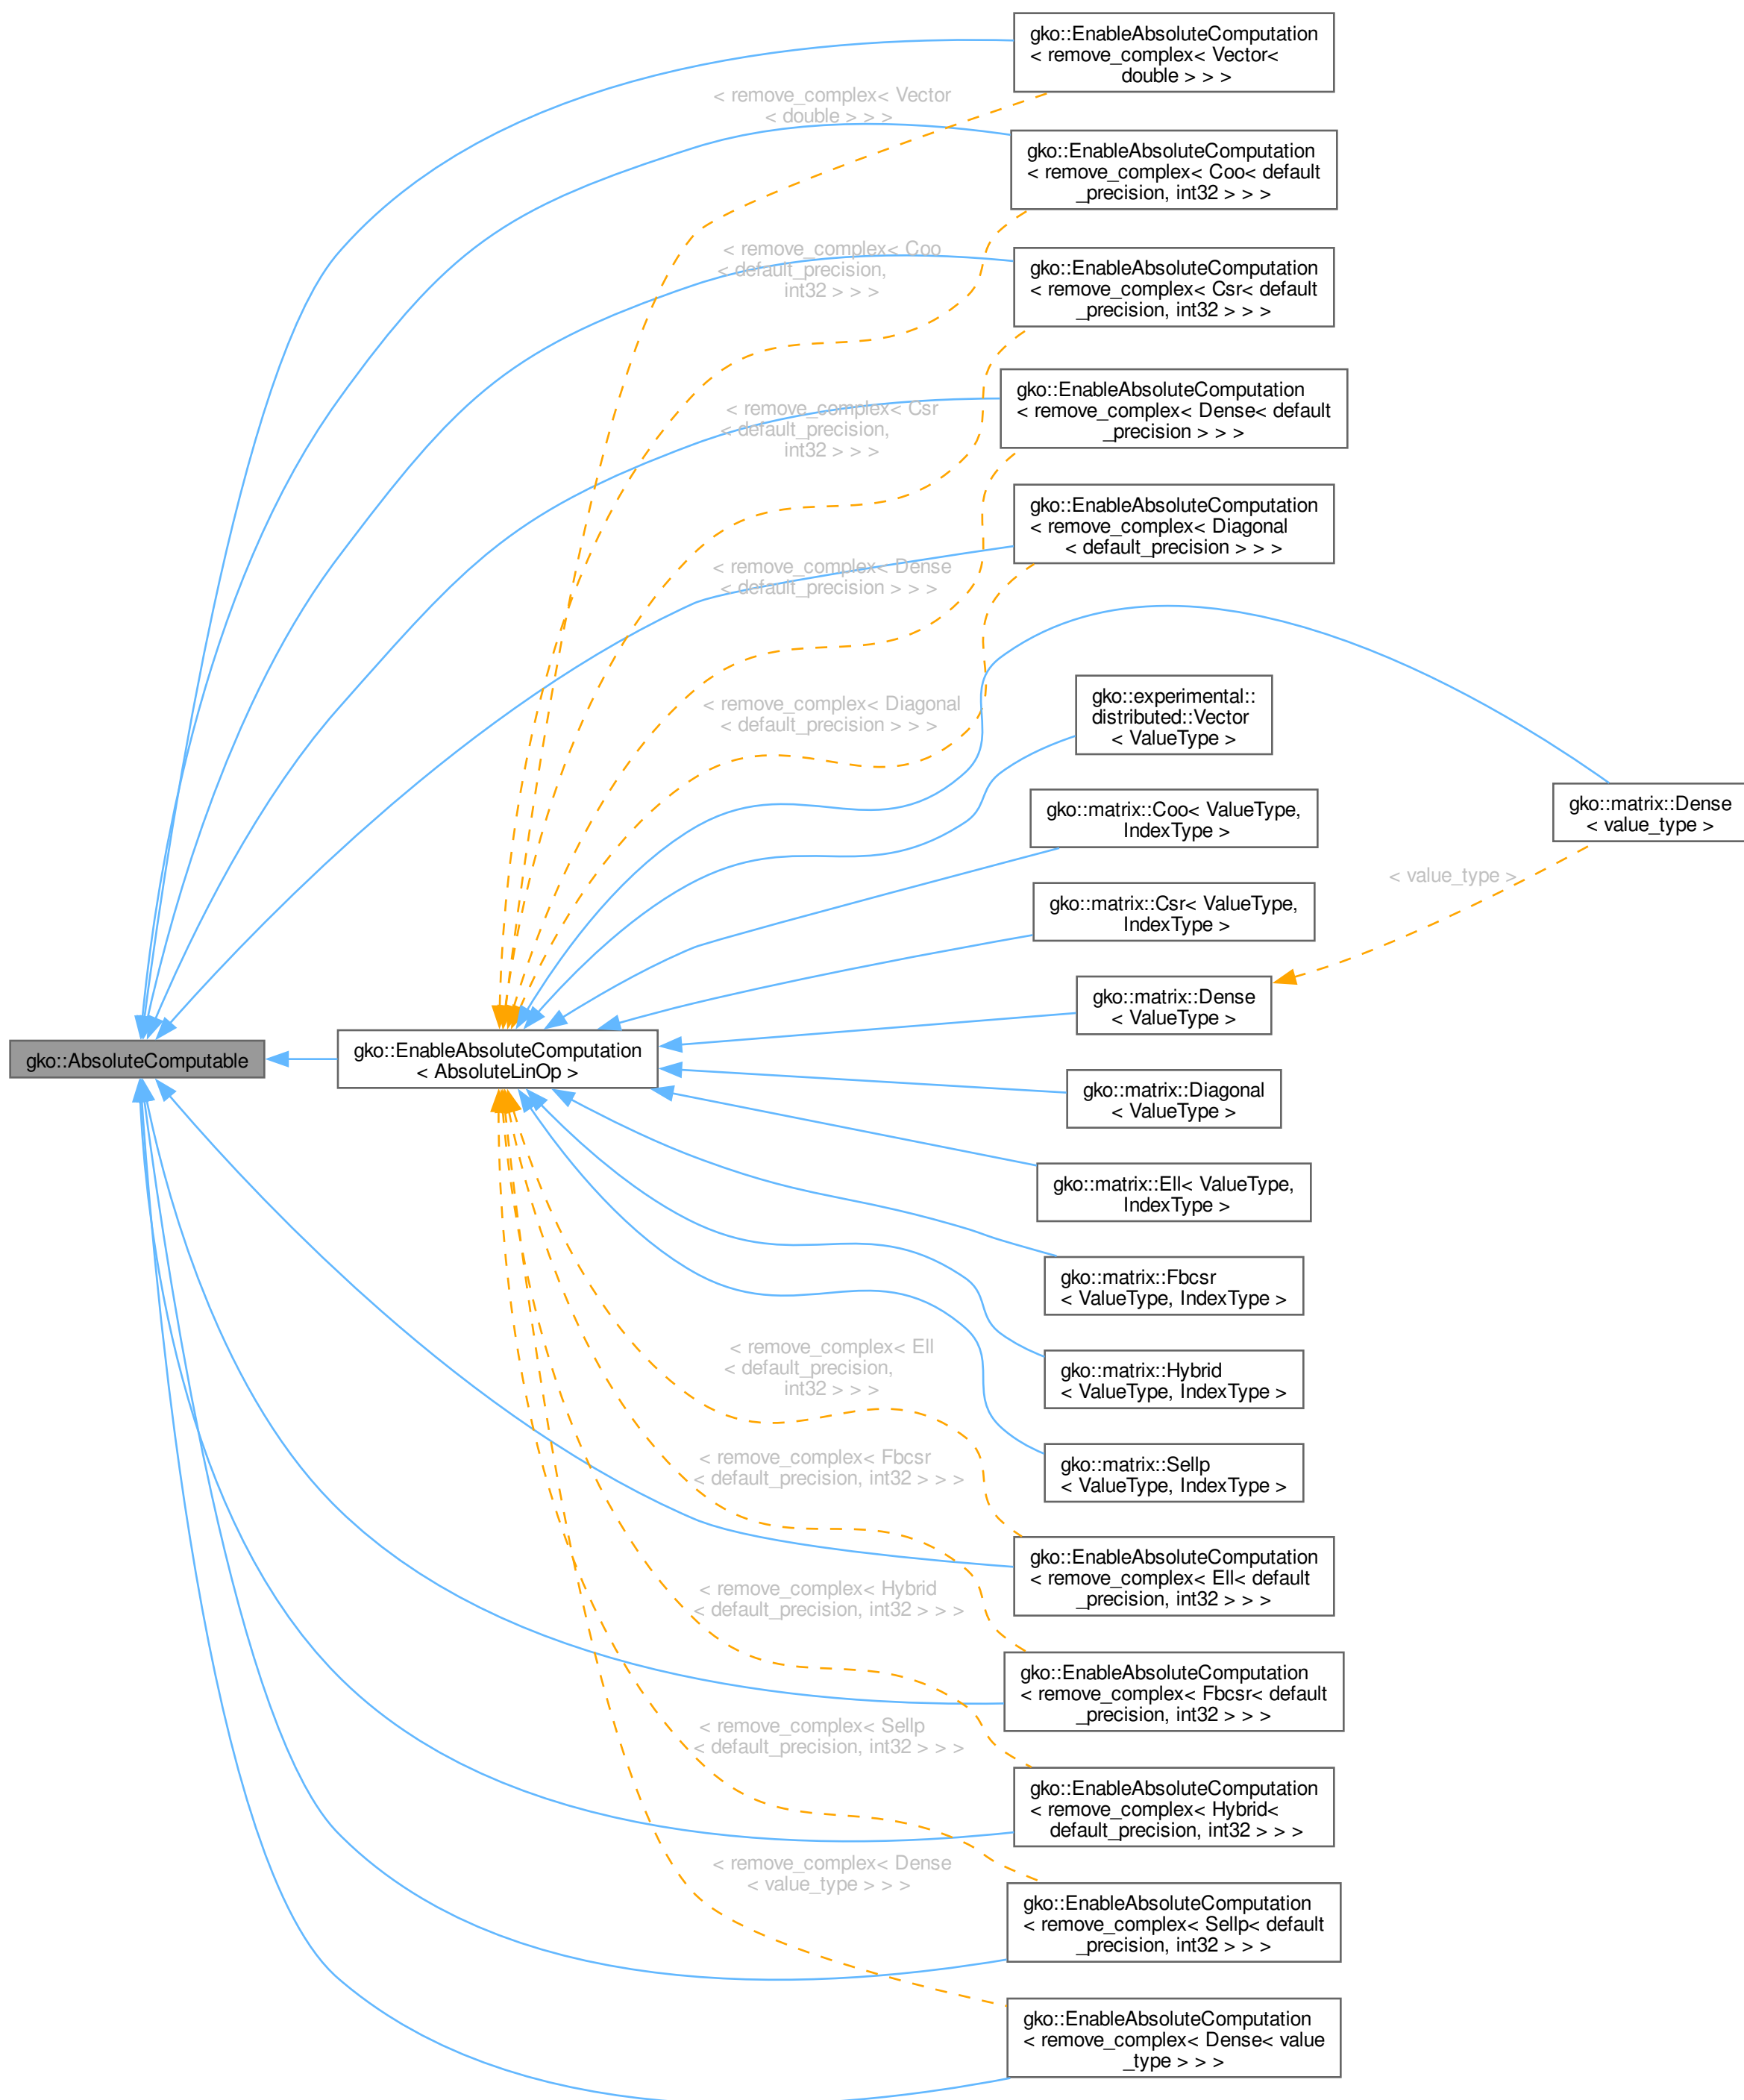 gko::EnableAbsoluteComputation
< remove_complex< Vector<
double > > >
< remove_complex< Vector
< double > > >
gko::EnableAbsoluteComputation
< remove_complex< Coo< default
_precision, int32 > > >
< remove_complex< Coo
< default_precision,
int32 > > >
gko::EnableAbsoluteComputation
< remove_complex< Csr< default
_precision, int32 > > >
gko::EnableAbsoluteComputation
< remove_complex< Dense< default
_precision > > >
< remove_complex< Csr
< default_precision,
int32 > > >
gko::EnableAbsoluteComputation
< remove_complex< Diagonal
< default_precision > > >
< remove_complex< Dense
< default_precision > > >
< remove_complex< Diagonal
< default_precision > > >
gko::experimental::
distributed::Vector
< ValueType >
gko::matrix::Coo< ValueType,
IndexType >
gko::matrix::Dense
< value_type >
< value_type >
gko::matrix::Csr< ValueType,
IndexType >
gko::matrix::Dense
< ValueType >
gko::AbsoluteComputable
gko::EnableAbsoluteComputation
< AbsoluteLinOp >
gko::matrix::Diagonal
< ValueType >
gko::matrix::Ell< ValueType,
IndexType >
gko::matrix::Fbcsr
< ValueType, IndexType >
gko::matrix::Hybrid
< ValueType, IndexType >
< remove_complex< Ell
< default_precision,
int32 > > >
gko::matrix::Sellp
< ValueType, IndexType >
< remove_complex< Fbcsr
< default_precision, int32 > > >
gko::EnableAbsoluteComputation
< remove_complex< Ell< default
_precision, int32 > > >
< remove_complex< Hybrid
< default_precision, int32 > > >
gko::EnableAbsoluteComputation
< remove_complex< Fbcsr< default
_precision, int32 > > >
< remove_complex< Sellp
< default_precision, int32 > > >
gko::EnableAbsoluteComputation
< remove_complex< Hybrid<
default_precision, int32 > > >
< remove_complex< Dense
< value_type > > >
gko::EnableAbsoluteComputation
< remove_complex< Sellp< default
_precision, int32 > > >
gko::EnableAbsoluteComputation
< remove_complex< Dense< value
_type > > >